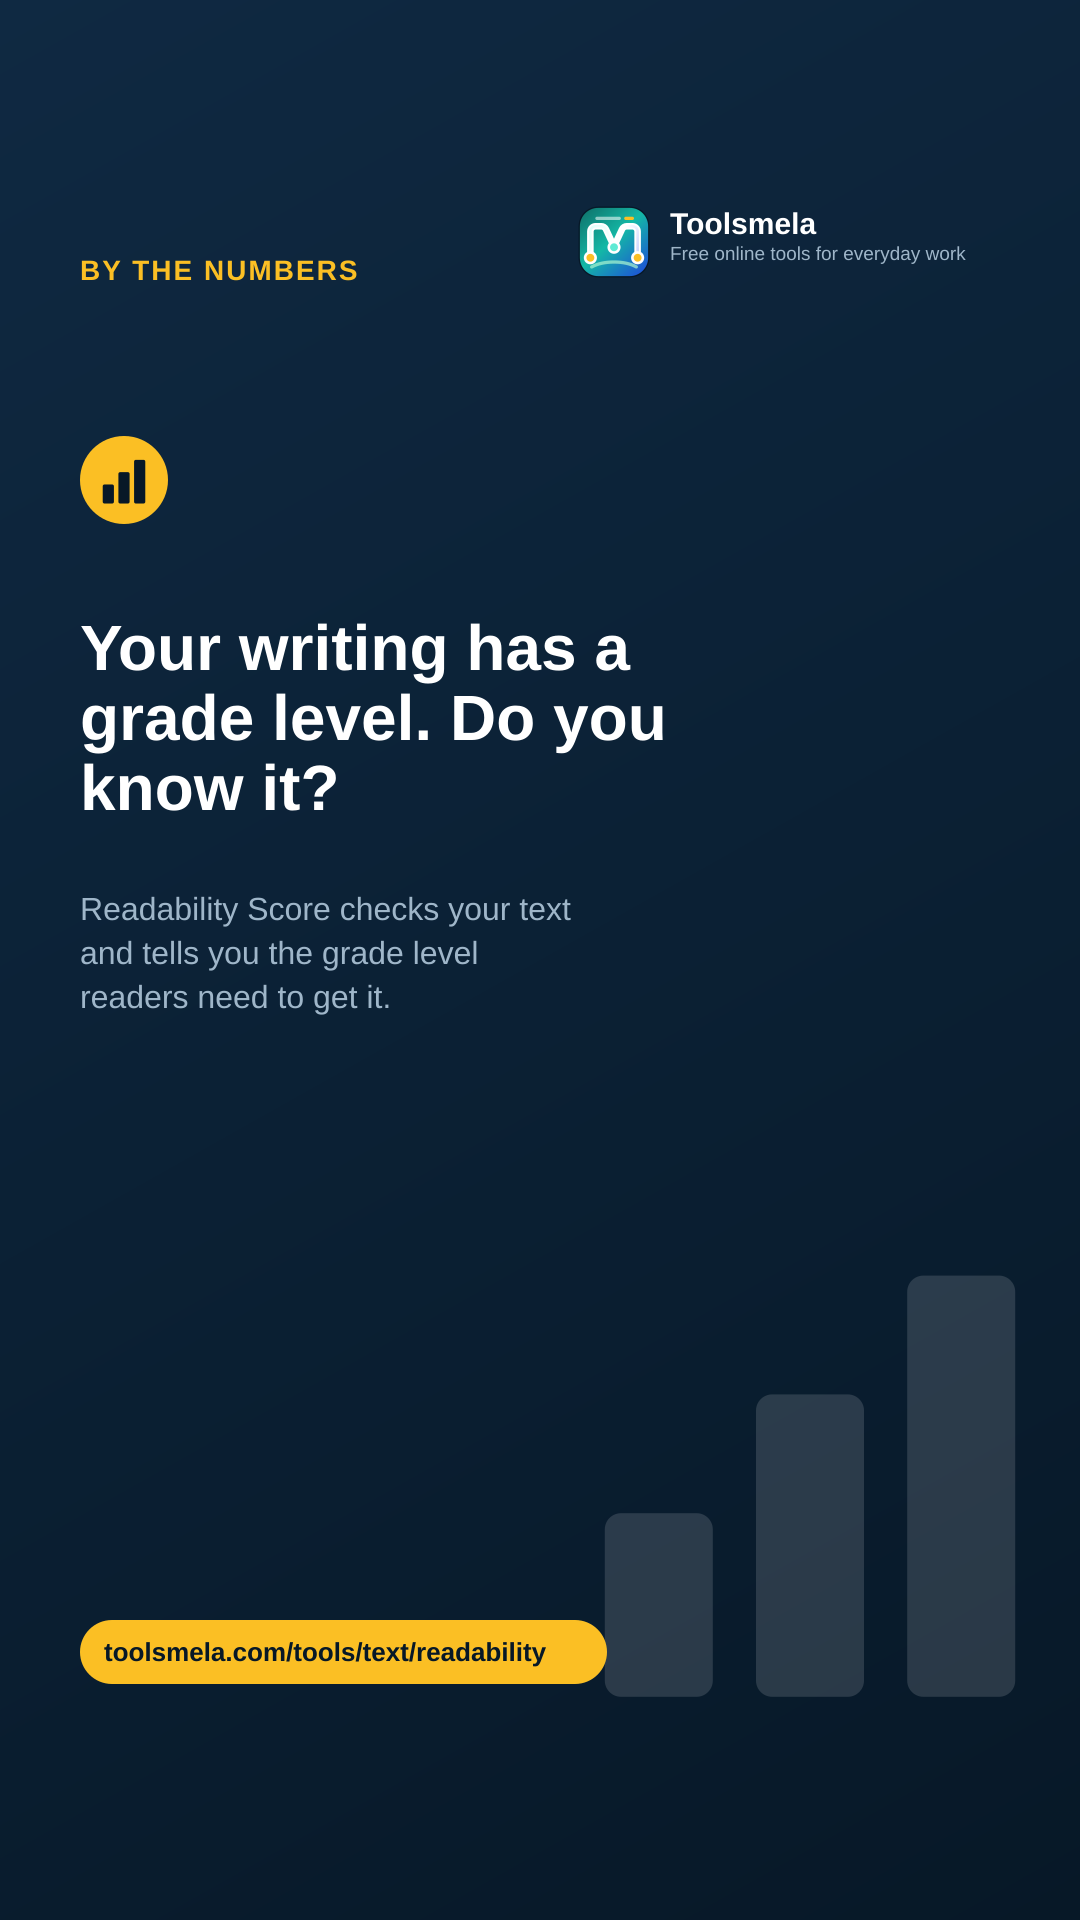 BY THE NUMBERS
Toolsmela
Free online tools for everyday work
Your writing has a
grade level. Do you
know it?
Readability Score checks your text
and tells you the grade level
readers need to get it.
toolsmela.com/tools/text/readability